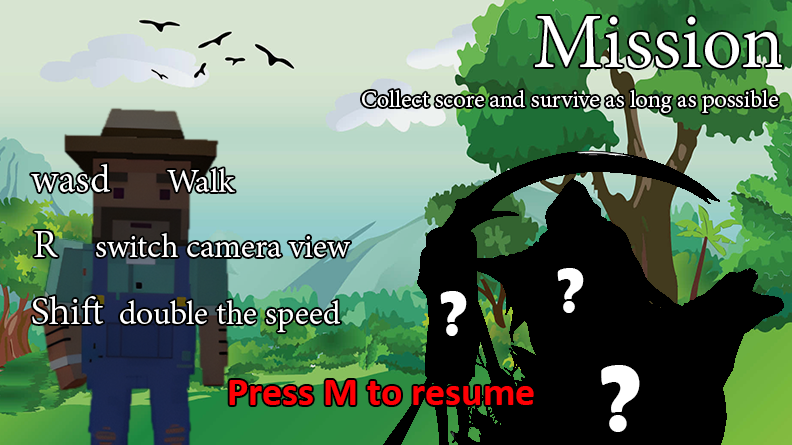 Mission
Collect score and survive as long as possible
wasd Walk
R switch camera view
Shift double the speed
? ?
?
Press M to resume